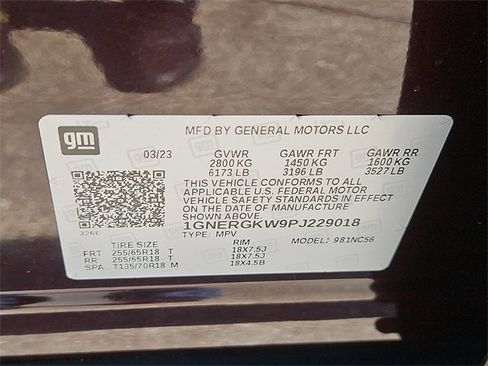 gm
MFD BY GENERAL MOTORS LLC
03/23 GVWR GAWR FRT GAWR RR
2800 KG 1450 KG 1600 KG
6173 LB 3196 LB 3527 LB
THIS VEHICLE CONFORMS TO ALL
APPLICABLE U.S. FEDERAL MOTOR
VEHICLE SAFETY STANDARDS IN EFFECT
ON THE DATE OF MANUFACTURE
SHOWN ABOVE.
1GNERGKW9PJ229018
326E TYPE: MPV MODEL: 981NC56
TIRE SIZE RIM
FRT 255/65R18 T 18X7.5J
RR 255/65R18 T 18X7.5J
SPA T135/70R18 M 18X4.5B